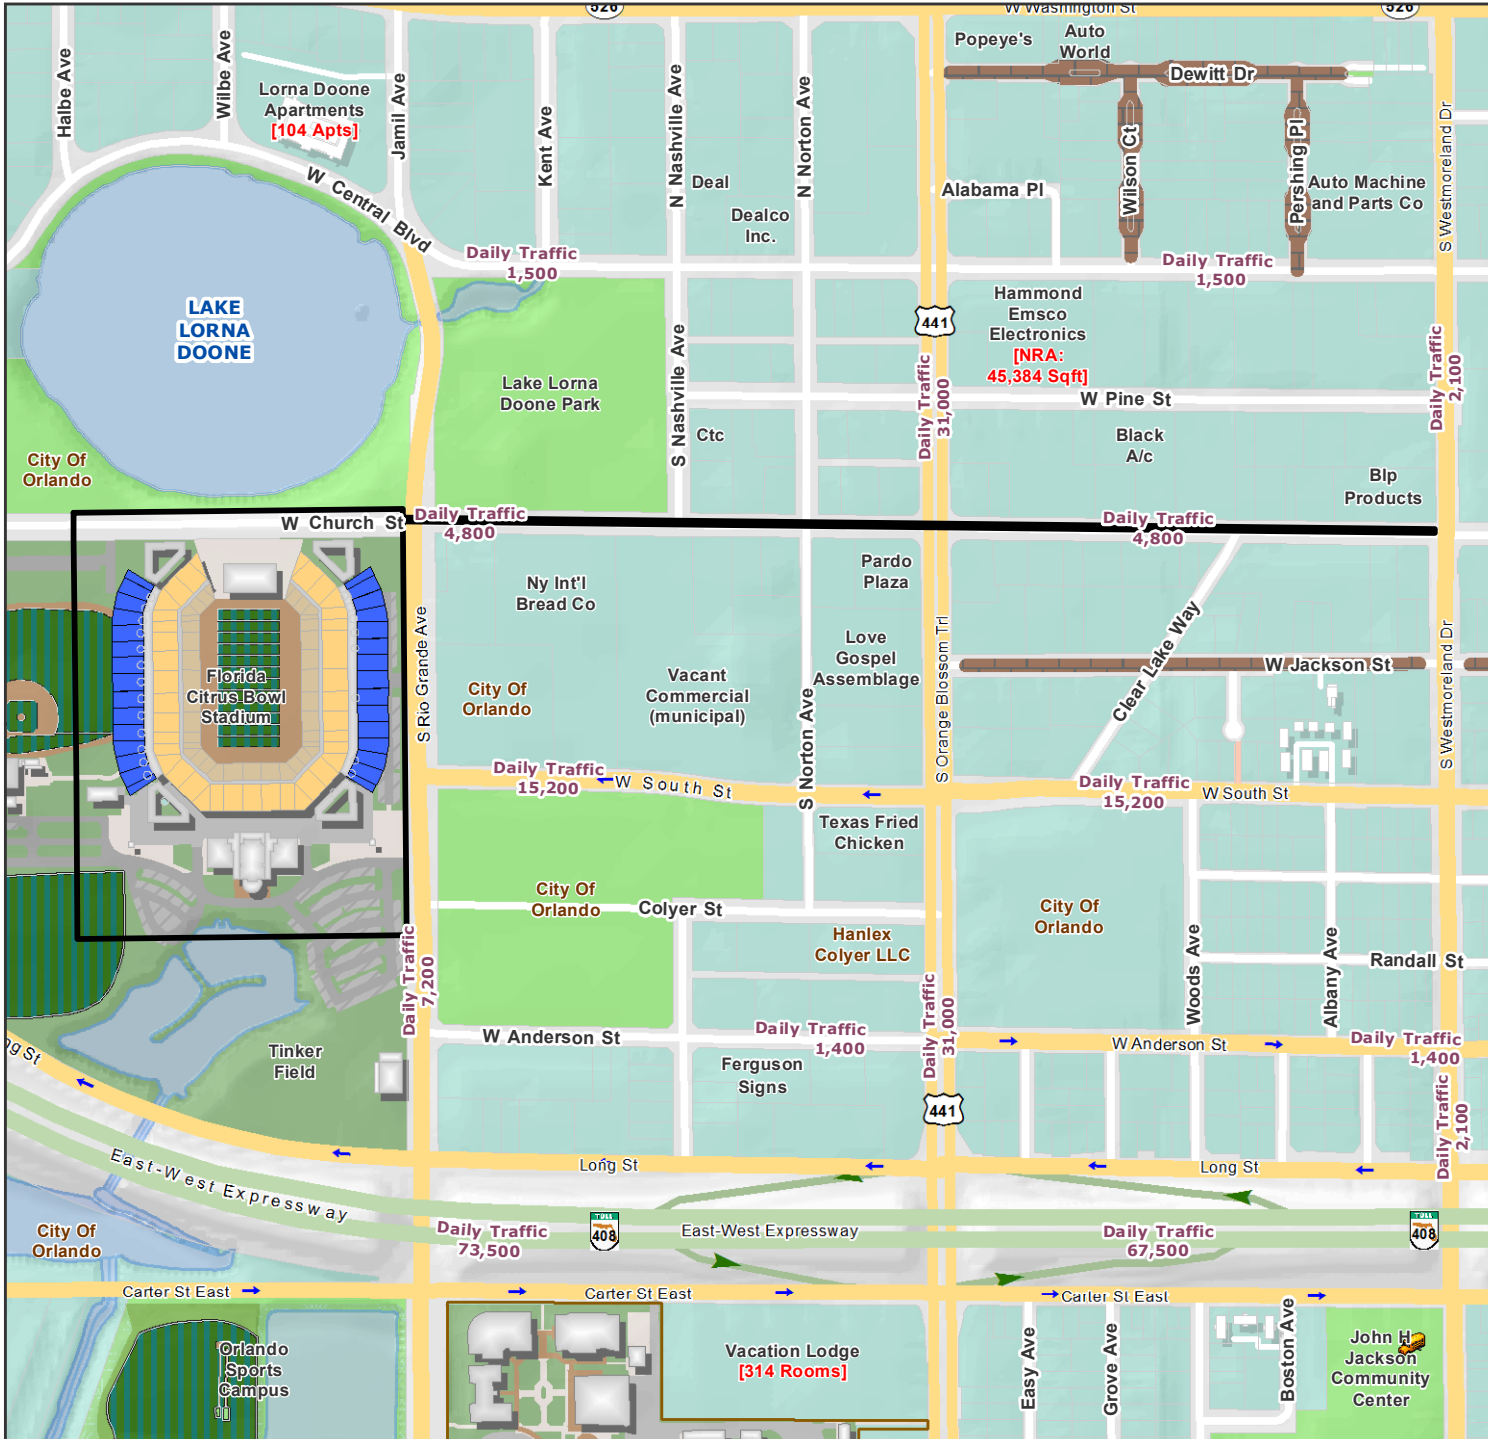 526
W Washington St
526
Halbe Ave
Wilbe Ave
Lorna Doone
Apartments
[104 Apts]
Jamil Ave
Kent Ave
N Nashville Ave
N Norton Ave
Popeye's
Auto
World
Dewitt Dr
Wilson Ct
Pershing Pl
S Westmoreland Dr
W Central Blvd
Deal
Dealco
Inc.
Alabama Pl
Auto Machine
and Parts Co
Daily Traffic
1,500
Daily Traffic
1,500
LAKE
LORNA
DOONE
441
Hammond
Emsco
Electronics
[NRA:
45,384 Sqft]
Lake Lorna
Doone Park
S Nashville Ave
Daily Traffic
31,000
W Pine St
Daily Traffic
2,100
Ctc
Black
A/c
City Of
Orlando
Blp
Products
W Church St
Daily Traffic
4,800
Daily Traffic
4,800
Ny Int'l
Bread Co
Pardo
Plaza
S Rio Grande Ave
Love
Gospel
Assemblage
S Orange Blossom Trl
Clear Lake Way
W Jackson St
S Westmoreland Dr
Florida
Citrus Bowl
Stadium
City Of
Orlando
Vacant
Commercial
(municipal)
S Norton Ave
Daily Traffic
15,200
W South St
Daily Traffic
15,200
W South St
Texas Fried
Chicken
City Of
Orlando
Colyer St
City Of
Orlando
Hanlex
Colyer LLC
Woods Ave
Albany Ave
Randall St
Daily Traffic
7,200
Daily Traffic
31,000
W Anderson St
Daily Traffic
1,400
W Anderson St
Daily Traffic
1,400
ng St
Tinker
Field
Ferguson
Signs
441
Daily Traffic
2,100
Long St
Long St
East-West Expressway
City Of
Orlando
Daily Traffic
73,500
TOLL
408
East-West Expressway
Daily Traffic
67,500
TOLL
408
Carter St East
Carter St East
Carter St East
Orlando
Sports
Campus
Vacation Lodge
[314 Rooms]
Easy Ave
Grove Ave
Boston Ave
John H
Jackson
Community
Center